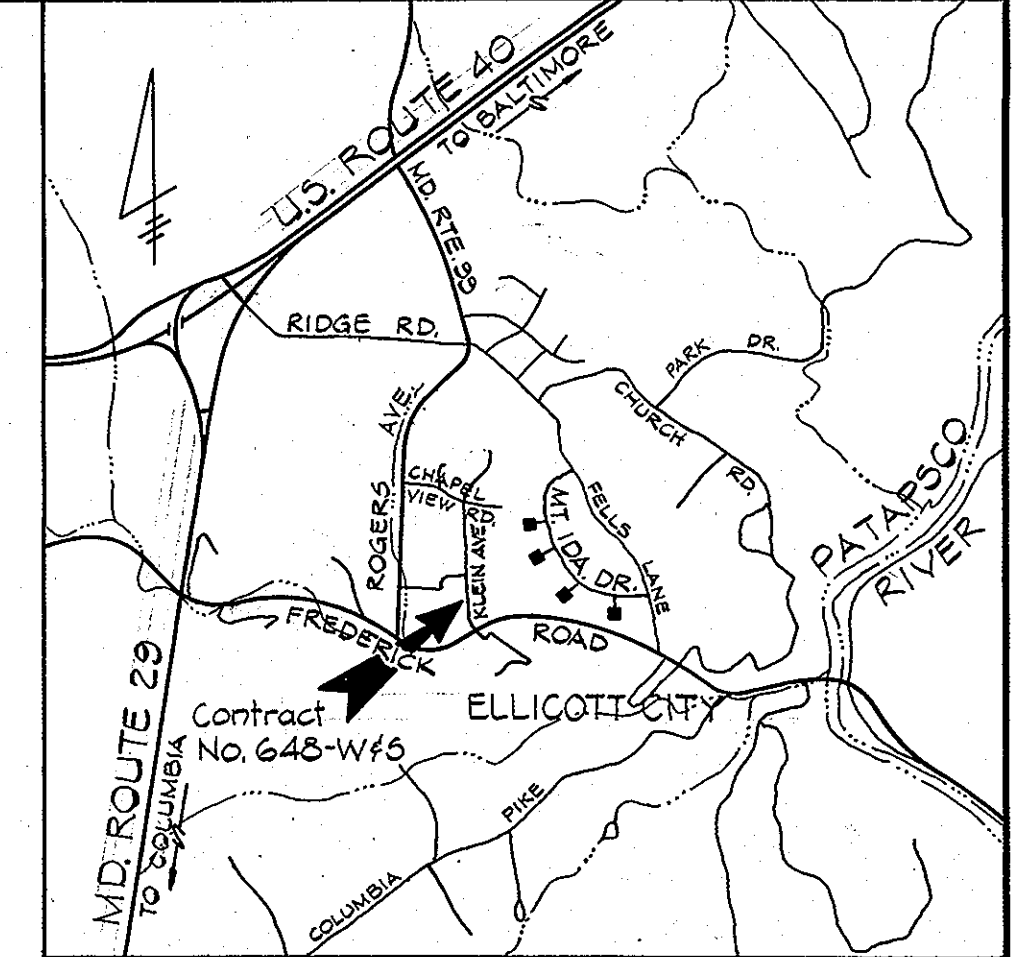 U.S. ROUTE 40
TO BALTIMORE
MD. RTE. 99
RIDGE RD.
PARK DR.
CHURCH RD.
ROGERS AVE.
CHAPEL VIEW RD.
KLEIN AVE.
MT. IDA DR.
FELLS LANE
PATAPSCO RIVER
FREDERICK ROAD
ELLICOTT CITY
Contract
No. 648-W&S
MD. ROUTE 29
TO COLUMBIA
COLUMBIA PIKE